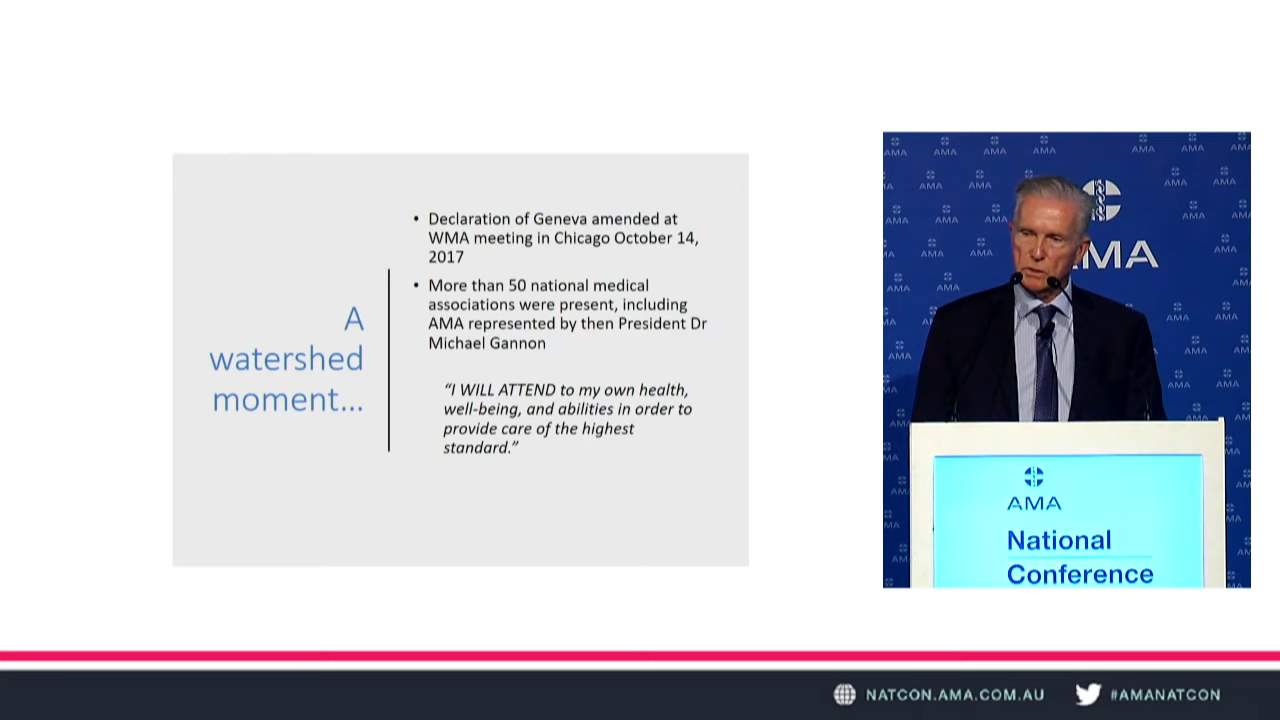 A
watershed
moment...
• Declaration of Geneva amended at
WMA meeting in Chicago October 14,
2017
• More than 50 national medical
associations were present, including
AMA represented by then President Dr
Michael Gannon
“I WILL ATTEND to my own health,
well-being, and abilities in order to
provide care of the highest
standard.”
AMA
AMA
National
Conference
NATCON.AMA.COM.AU
#AMANATCON